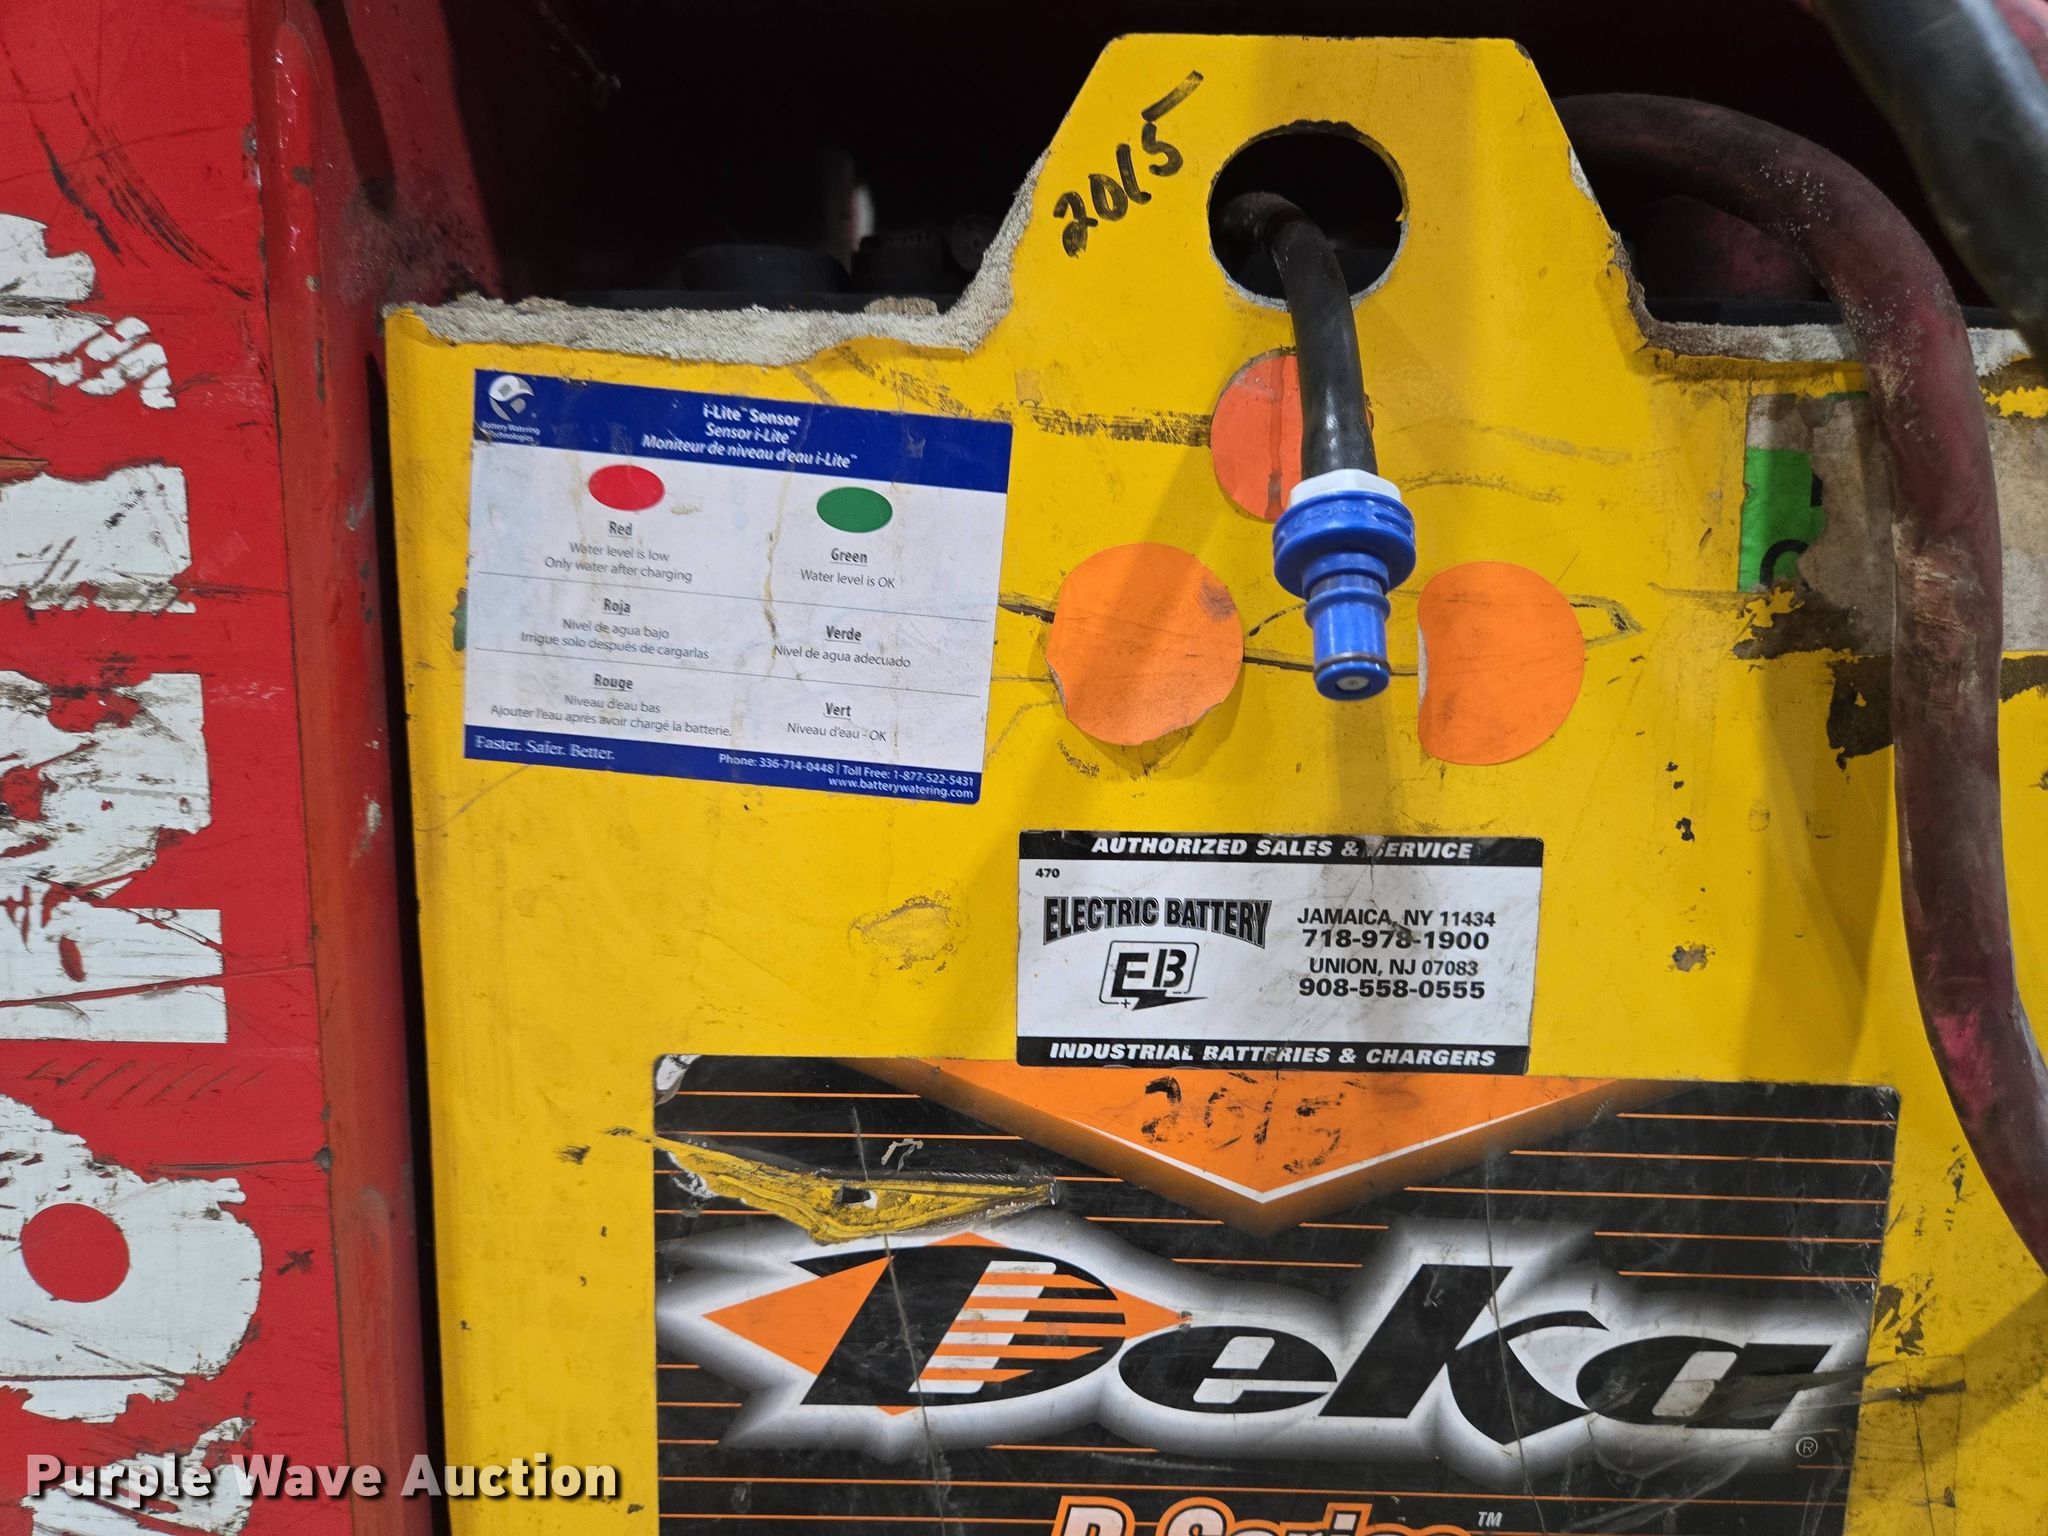 2015
Battery Watering
Technologies
i-Lite™ Sensor
Sensor i-Lite™
Moniteur de niveau d'eau i-Lite™
Red
Water level is low
Only water after charging
Green
Water level is OK
Roja
Nivel de agua bajo
Irrigue solo después de cargarlas
Verde
Nivel de agua adecuado
Rouge
Niveau d'eau bas
Ajouter l'eau après avoir chargé la batterie.
Vert
Niveau d'eau - OK
Faster. Safer. Better.
Phone: 336-714-0448 | Toll Free: 1-877-522-5431
www.batterywatering.com
AUTHORIZED SALES & SERVICE
470
ELECTRIC BATTERY
EB
JAMAICA, NY 11434
718-978-1900
UNION, NJ 07083
908-558-0555
INDUSTRIAL BATTERIES & CHARGERS
2015
Deka®
Series™
Purple Wave Auction